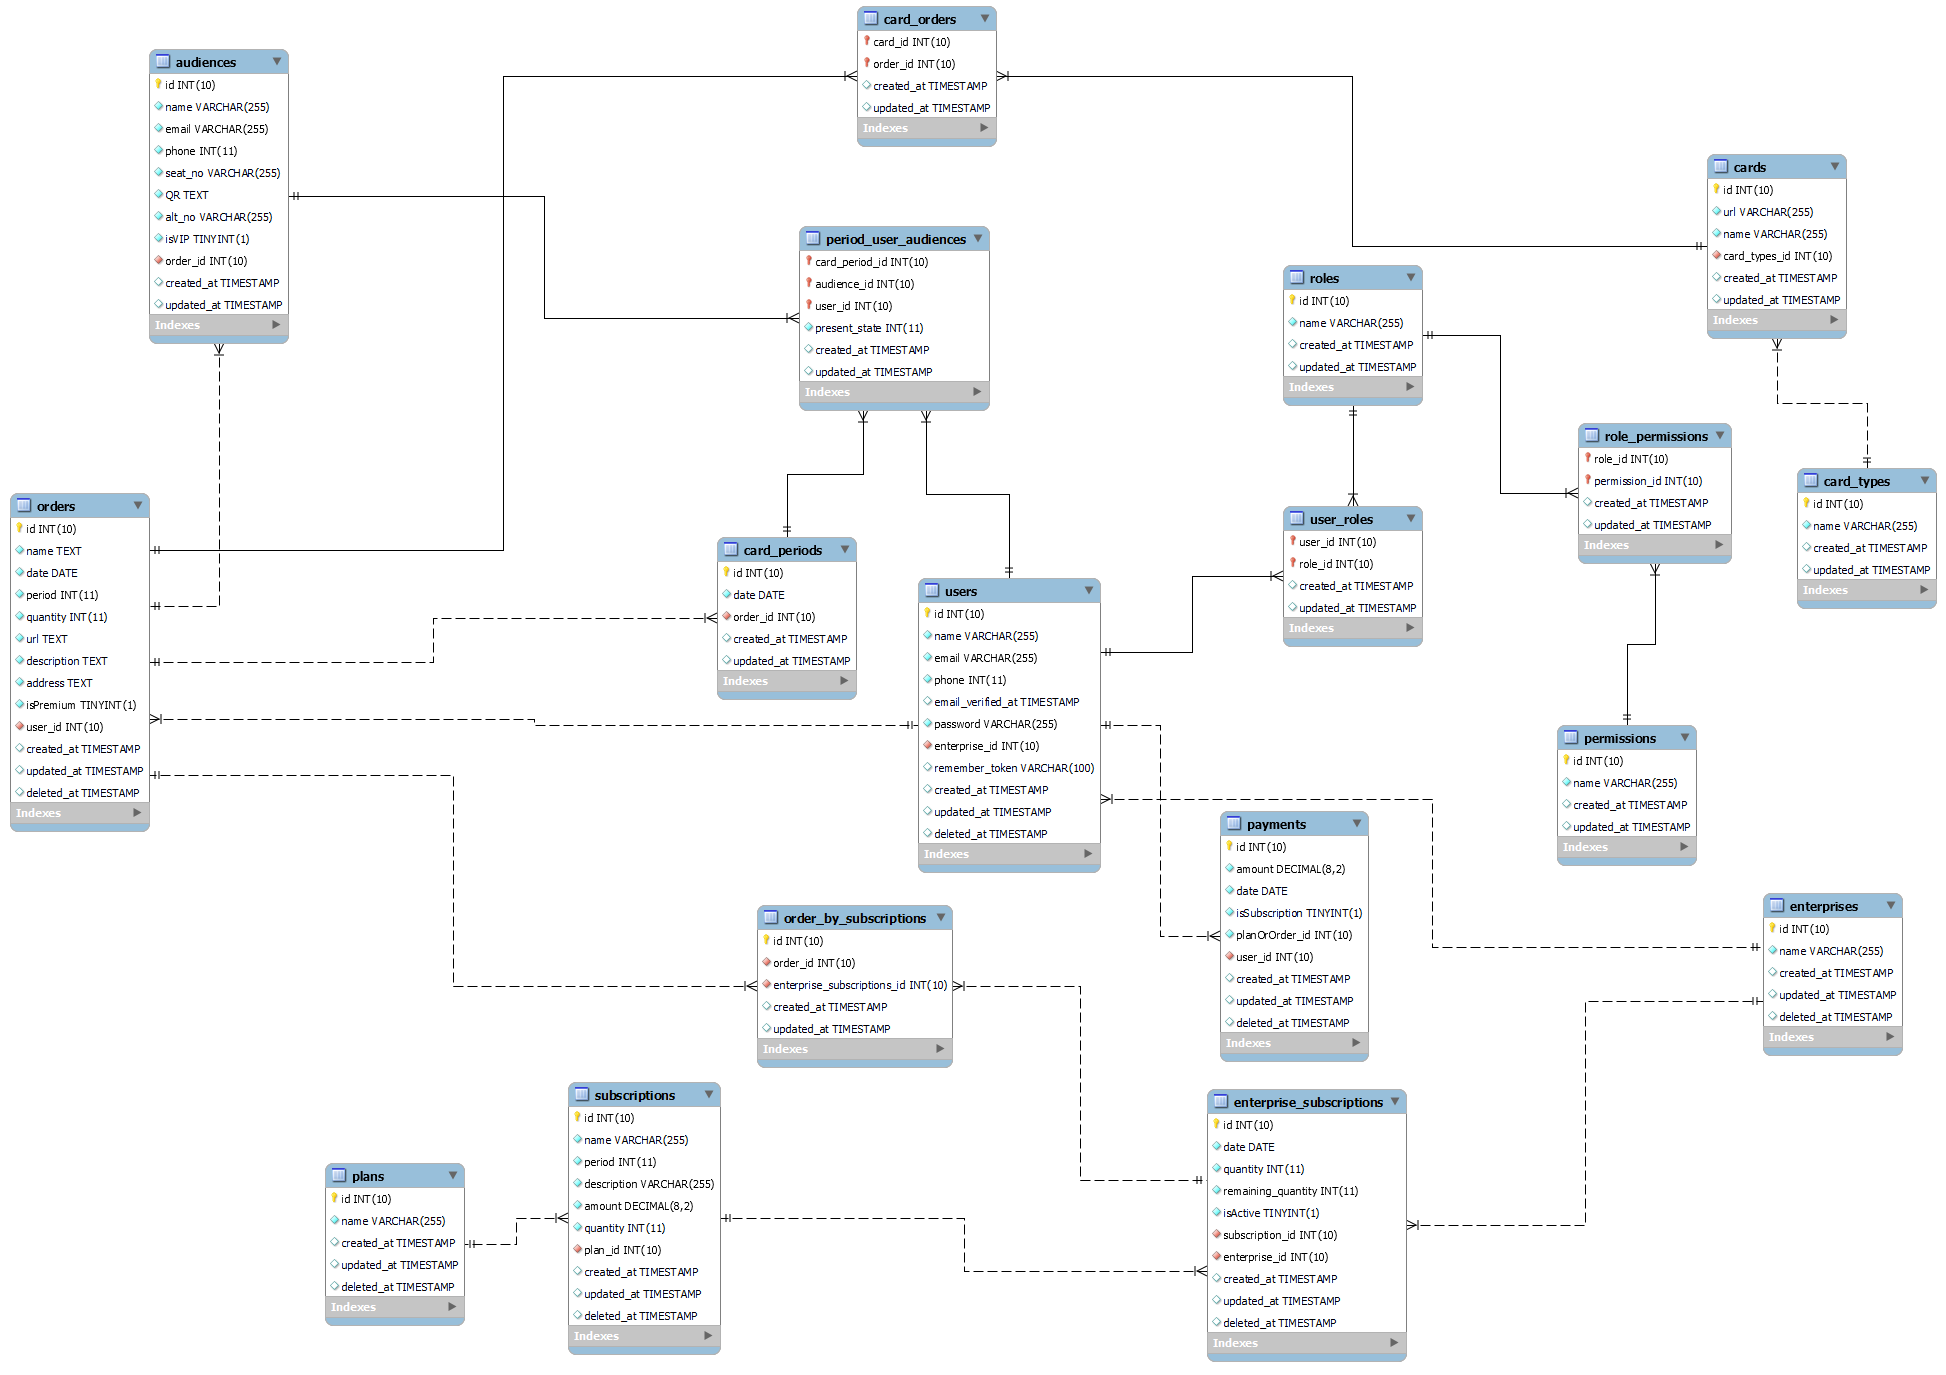 card_orders
card_id INT(10)
order_id INT(10)
created_at TIMESTAMP
updated_at TIMESTAMP
Indexes
audiences
id INT(10)
name VARCHAR(255)
email VARCHAR(255)
phone INT(11)
seat_no VARCHAR(255)
QR TEXT
alt_no VARCHAR(255)
isVIP TINYINT(1)
order_id INT(10)
created_at TIMESTAMP
updated_at TIMESTAMP
Indexes
cards
id INT(10)
url VARCHAR(255)
name VARCHAR(255)
card_types_id INT(10)
created_at TIMESTAMP
updated_at TIMESTAMP
Indexes
period_user_audiences
card_period_id INT(10)
audience_id INT(10)
user_id INT(10)
present_state INT(11)
created_at TIMESTAMP
updated_at TIMESTAMP
Indexes
roles
id INT(10)
name VARCHAR(255)
created_at TIMESTAMP
updated_at TIMESTAMP
Indexes
role_permissions
role_id INT(10)
permission_id INT(10)
created_at TIMESTAMP
updated_at TIMESTAMP
Indexes
card_types
id INT(10)
name VARCHAR(255)
created_at TIMESTAMP
updated_at TIMESTAMP
Indexes
orders
id INT(10)
name TEXT
date DATE
period INT(11)
quantity INT(11)
url TEXT
description TEXT
address TEXT
isPremium TINYINT(1)
user_id INT(10)
created_at TIMESTAMP
updated_at TIMESTAMP
deleted_at TIMESTAMP
Indexes
user_roles
user_id INT(10)
role_id INT(10)
created_at TIMESTAMP
updated_at TIMESTAMP
Indexes
card_periods
id INT(10)
date DATE
order_id INT(10)
created_at TIMESTAMP
updated_at TIMESTAMP
Indexes
users
id INT(10)
name VARCHAR(255)
email VARCHAR(255)
phone INT(11)
email_verified_at TIMESTAMP
password VARCHAR(255)
enterprise_id INT(10)
remember_token VARCHAR(100)
created_at TIMESTAMP
updated_at TIMESTAMP
deleted_at TIMESTAMP
Indexes
permissions
id INT(10)
name VARCHAR(255)
created_at TIMESTAMP
updated_at TIMESTAMP
Indexes
payments
id INT(10)
amount DECIMAL(8,2)
date DATE
isSubscription TINYINT(1)
planOrOrder_id INT(10)
user_id INT(10)
created_at TIMESTAMP
updated_at TIMESTAMP
deleted_at TIMESTAMP
Indexes
enterprises
id INT(10)
name VARCHAR(255)
created_at TIMESTAMP
updated_at TIMESTAMP
deleted_at TIMESTAMP
Indexes
order_by_subscriptions
id INT(10)
order_id INT(10)
enterprise_subscriptions_id INT(10)
created_at TIMESTAMP
updated_at TIMESTAMP
Indexes
subscriptions
id INT(10)
name VARCHAR(255)
period INT(11)
description VARCHAR(255)
amount DECIMAL(8,2)
quantity INT(11)
plan_id INT(10)
created_at TIMESTAMP
updated_at TIMESTAMP
deleted_at TIMESTAMP
Indexes
enterprise_subscriptions
id INT(10)
date DATE
quantity INT(11)
remaining_quantity INT(11)
isActive TINYINT(1)
subscription_id INT(10)
enterprise_id INT(10)
created_at TIMESTAMP
updated_at TIMESTAMP
deleted_at TIMESTAMP
Indexes
plans
id INT(10)
name VARCHAR(255)
created_at TIMESTAMP
updated_at TIMESTAMP
deleted_at TIMESTAMP
Indexes